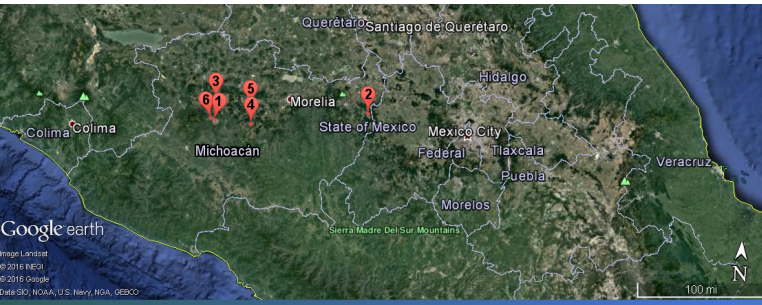 Querétaro
Santiago de Querétaro
Hidalgo
3
5
2
6
1
4
Morelia
State of Mexico
Mexico City
Colima
Colima
Federal
Tlaxcala
Michoacán
Veracruz
Puebla
Morelos
Google earth
Sierra Madre Del Sur Mountains
Image Landsat
© 2016 INEGI
© 2016 Google
Data SIO, NOAA, U.S. Navy, NGA, GEBCO
N
100 mi